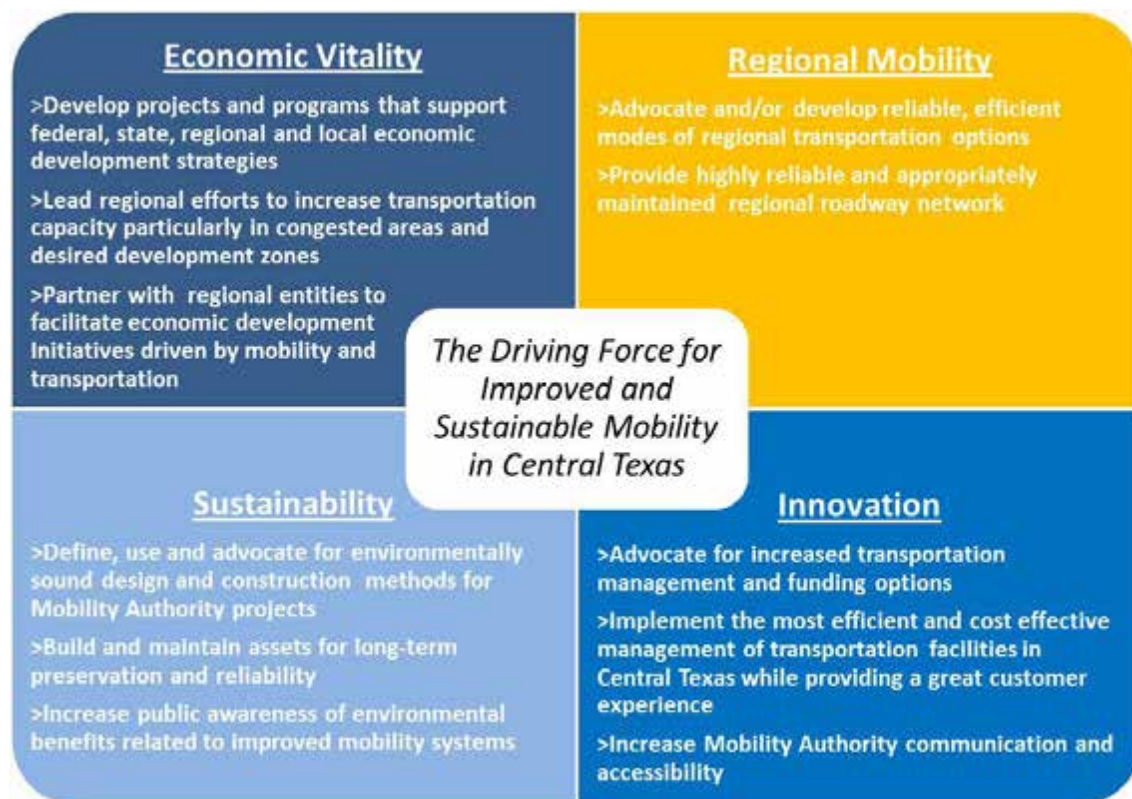 Economic Vitality
>Develop projects and programs that support
federal, state, regional and local economic
development strategies
>Lead regional efforts to increase transportation
capacity particularly in congested areas and
desired development zones
>Partner with regional entities to
facilitate economic development
Initiatives driven by mobility and
transportation
Regional Mobility
>Advocate and/or develop reliable, efficient
modes of regional transportation options
>Provide highly reliable and appropriately
maintained regional roadway network
The Driving Force for
Improved and
Sustainable Mobility
in Central Texas
Sustainability
>Define, use and advocate for environmentally
sound design and construction methods for
Mobility Authority projects
>Build and maintain assets for long-term
preservation and reliability
>Increase public awareness of environmental
benefits related to improved mobility systems
Innovation
>Advocate for increased transportation
management and funding options
>Implement the most efficient and cost effective
management of transportation facilities in
Central Texas while providing a great customer
experience
>Increase Mobility Authority communication and
accessibility